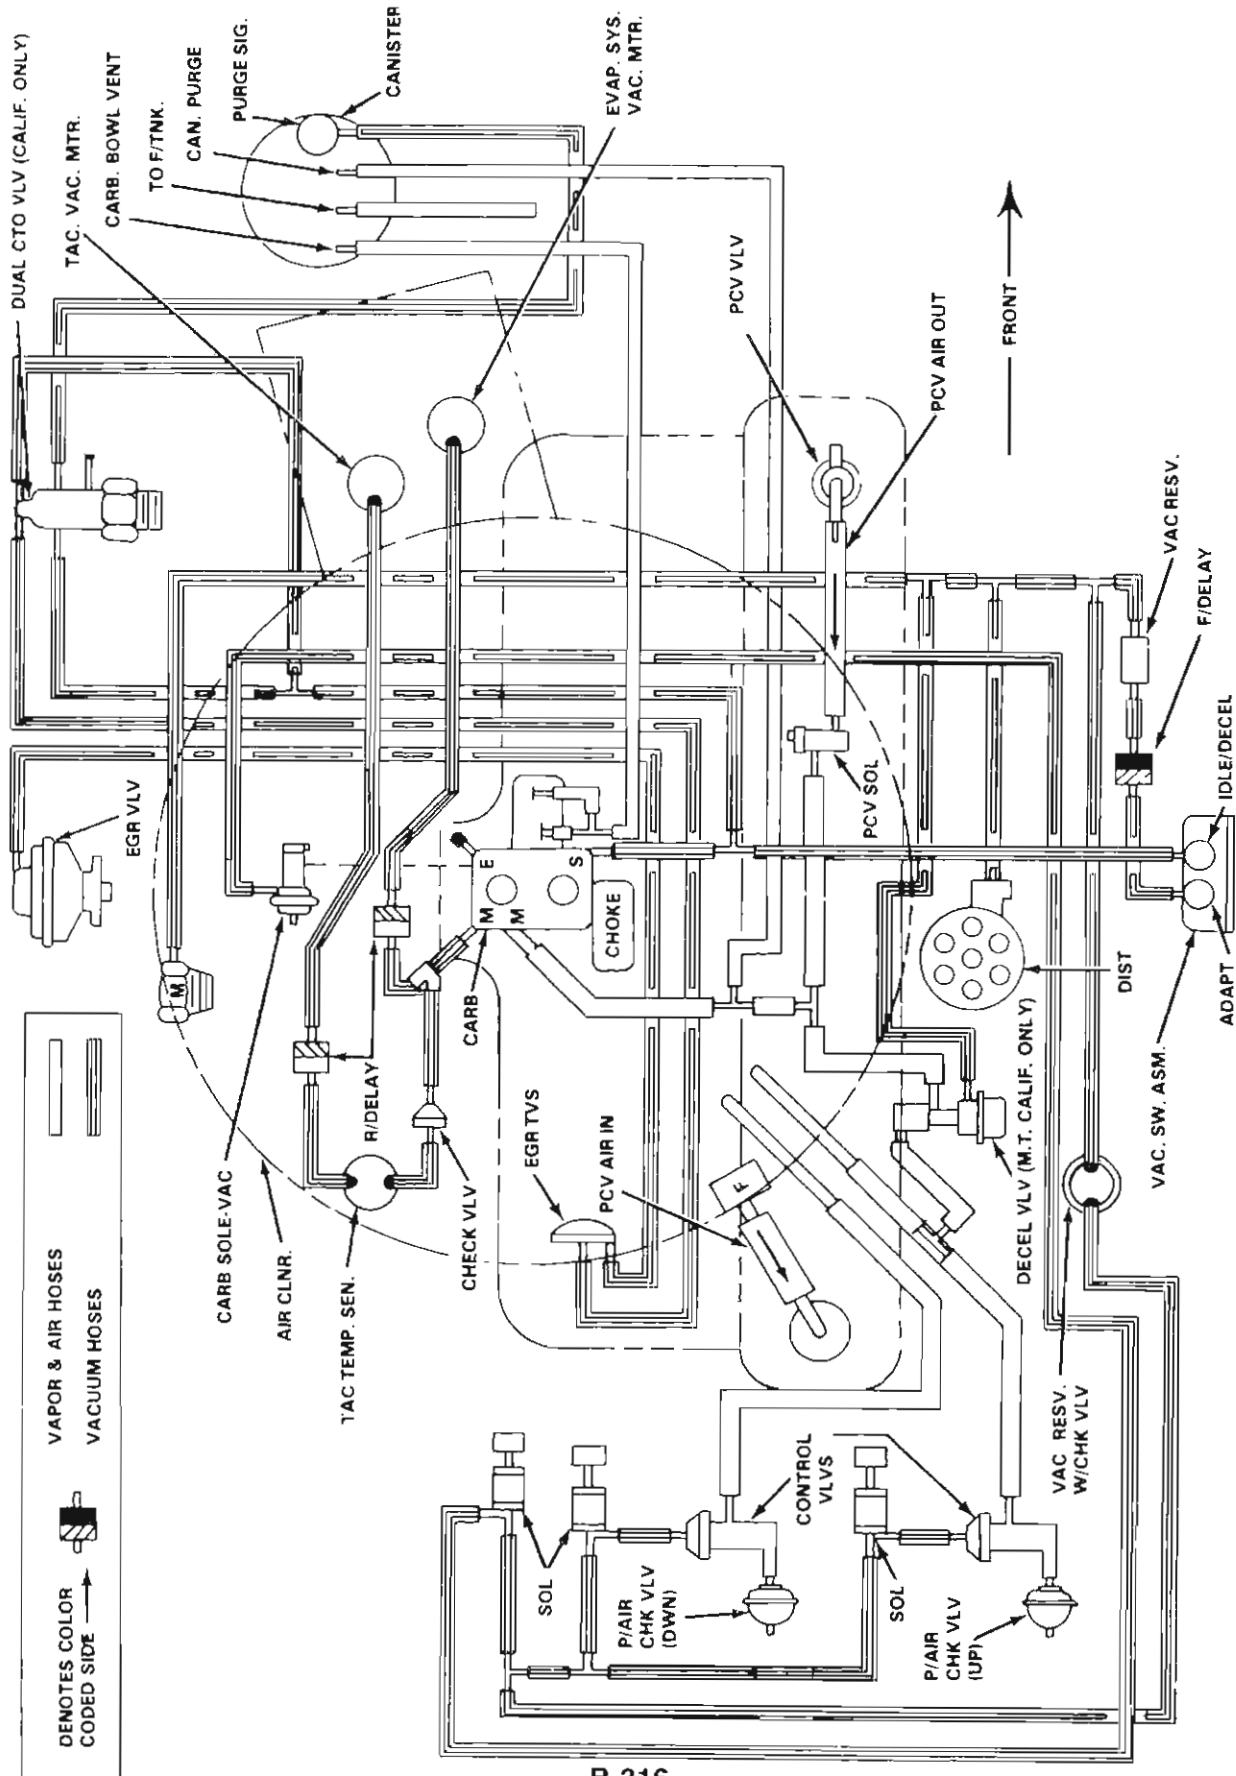 DENOTES COLOR
CODED SIDE
VAPOR & AIR HOSES
VACUUM HOSES
DUAL CTO VLV (CALIF. ONLY)
TAC. VAC. MTR.
CARB. BOWL VENT
TO F/TNK.
CAN. PURGE
PURGE SIG.
CANISTER
EVAP. SYS.
VAC. MTR.
EGR VLV
M
CARB SOLE-VAC
AIR CLNR.
TAC TEMP. SEN.
R/DELAY
CHECK VLV
CARB
E
S
M
M
CHOKE
EGR TVS
PCV AIR IN
F
PCV VLV
PCV AIR OUT
PCV SOL
FRONT
VAC RESV.
F/DELAY
IDLE/DECEL
ADAPT
VAC. SW. ASM.
DIST
DECEL VLV (M.T. CALIF. ONLY)
VAC RESV.
W/CHK VLV
CONTROL
VLVS
SOL
P/AIR
CHK VLV
(DWN)
SOL
P/AIR
CHK VLV
(UP)